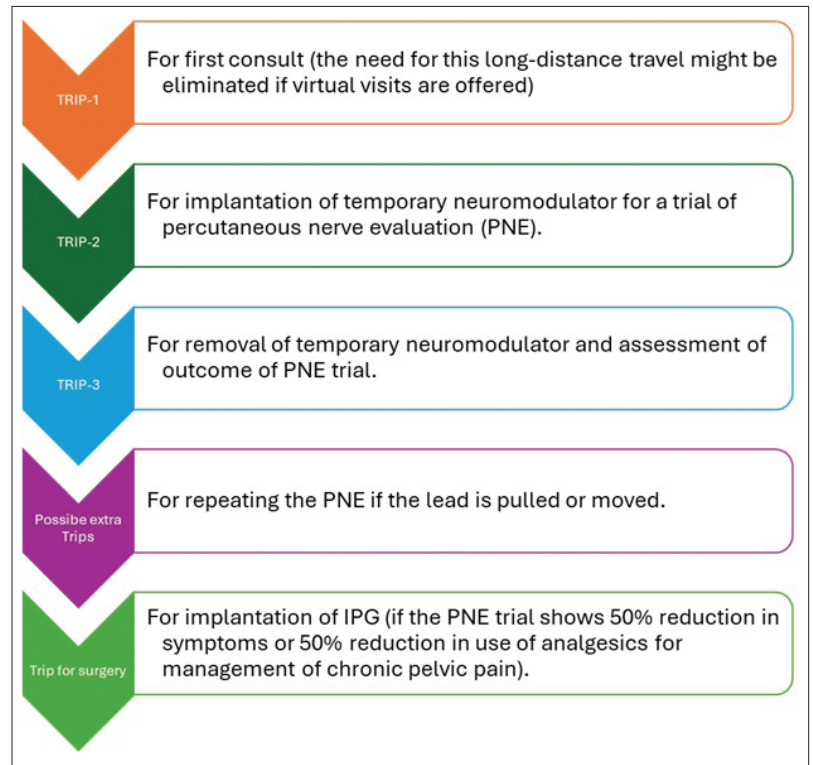 TRIP-1
For first consult (the need for this long-distance travel might be
eliminated if virtual visits are offered)
TRIP-2
For implantation of temporary neuromodulator for a trial of
percutaneous nerve evaluation (PNE).
TRIP-3
For removal of temporary neuromodulator and assessment of
outcome of PNE trial.
Possibe extra
Trips
For repeating the PNE if the lead is pulled or moved.
Trip for surgery
For implantation of IPG (if the PNE trial shows 50% reduction in
symptoms or 50% reduction in use of analgesics for
management of chronic pelvic pain).